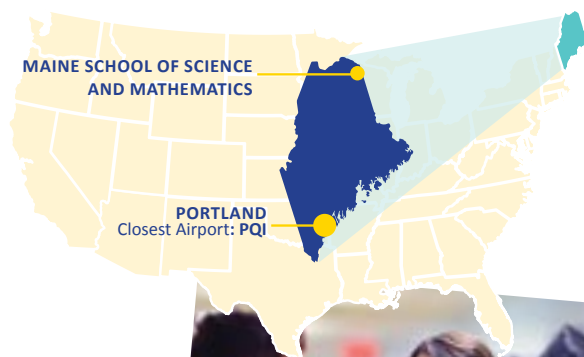 MAINE SCHOOL OF SCIENCE
AND MATHEMATICS
PORTLAND
Closest Airport: PQI